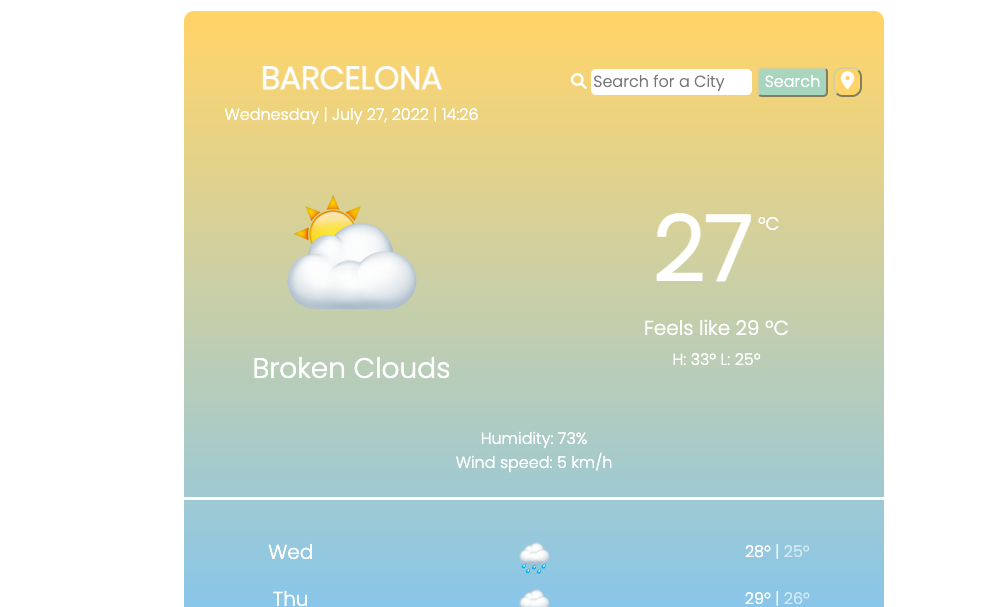 BARCELONA
Wednesday | July 27, 2022 | 14:26
Search for a City
Search
27 °C
Broken Clouds
Feels like 29 °C
H: 33° L: 25°
Humidity: 73%
Wind speed: 5 km/h
Wed 28° | 25°
Thu 29° | 26°